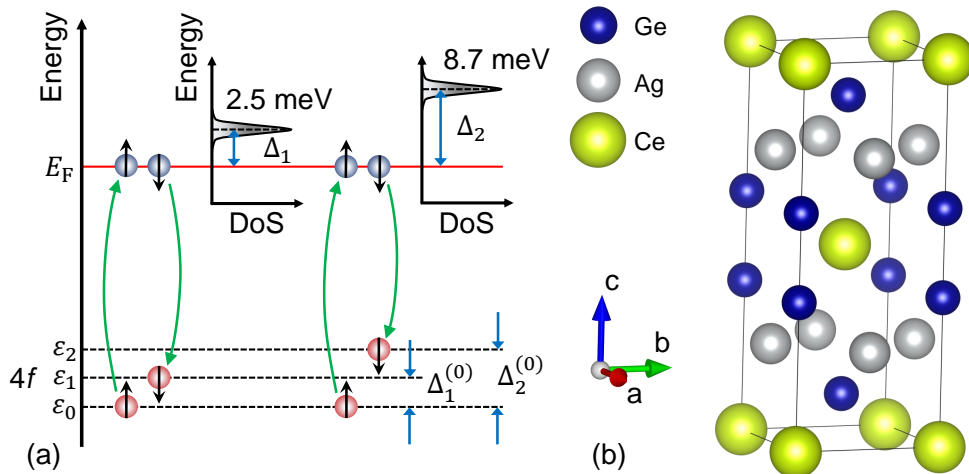 Energy
Energy
2.5 meV
Δ₁
DoS
8.7 meV
Δ₂
DoS
E_F
ε₂
4f ε₁
ε₀
Δ₁⁽⁰⁾
Δ₂⁽⁰⁾
(a)
(b)
Ge
Ag
Ce
c
b
a